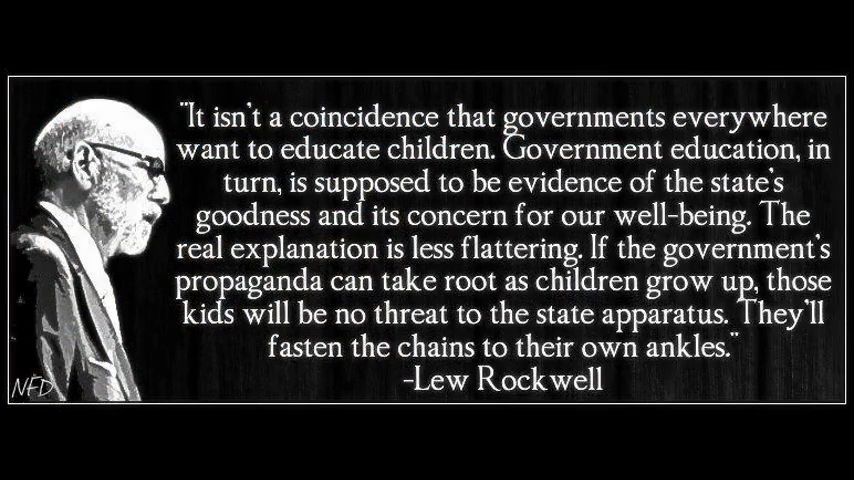 "It isn't a coincidence that governments everywhere
want to educate children. Government education, in
turn, is supposed to be evidence of the state's
goodness and its concern for our well-being. The
real explanation is less flattering. If the government's
propaganda can take root as children grow up, those
kids will be no threat to the state apparatus. They'll
fasten the chains to their own ankles."
-Lew Rockwell
NFD